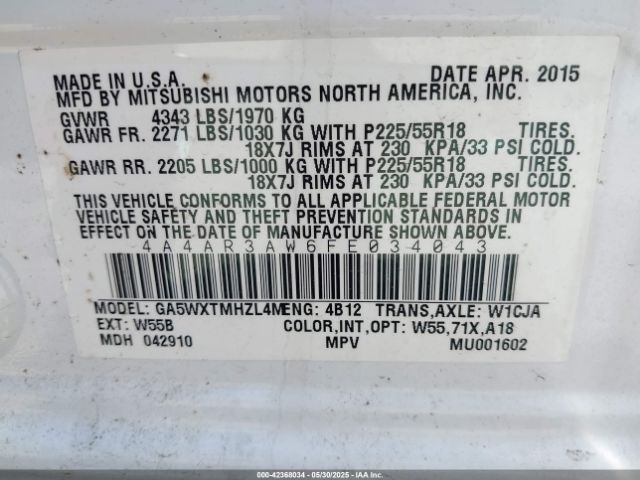 MADE IN U.S.A. DATE APR. 2015
MFD BY MITSUBISHI MOTORS NORTH AMERICA, INC.
GVWR 4343 LBS/1970 KG
GAWR FR. 2271 LBS/1030 KG WITH P225/55R18 TIRES.
18X7J RIMS AT 230 KPA/33 PSI COLD.
GAWR RR. 2205 LBS/1000 KG WITH P225/55R18 TIRES.
18X7J RIMS AT 230 KPA/33 PSI COLD.
THIS VEHICLE CONFORMS TO ALL APPLICABLE FEDERAL MOTOR
VEHICLE SAFETY AND THEFT PREVENTION STANDARDS IN
EFFECT ON THE DATE OF MANUFACTURE SHOWN ABOVE.
4A4AR3AW6FE034043
MODEL: GA5WXTMHZL4M ENG: 4B12 TRANS,AXLE: W1CJA
EXT: W55B COLOR,INT,OPT: W55,71X,A18
MDH 042910 MPV MU001602
000-42368034 / 05/30/2025 / IAAI.COM